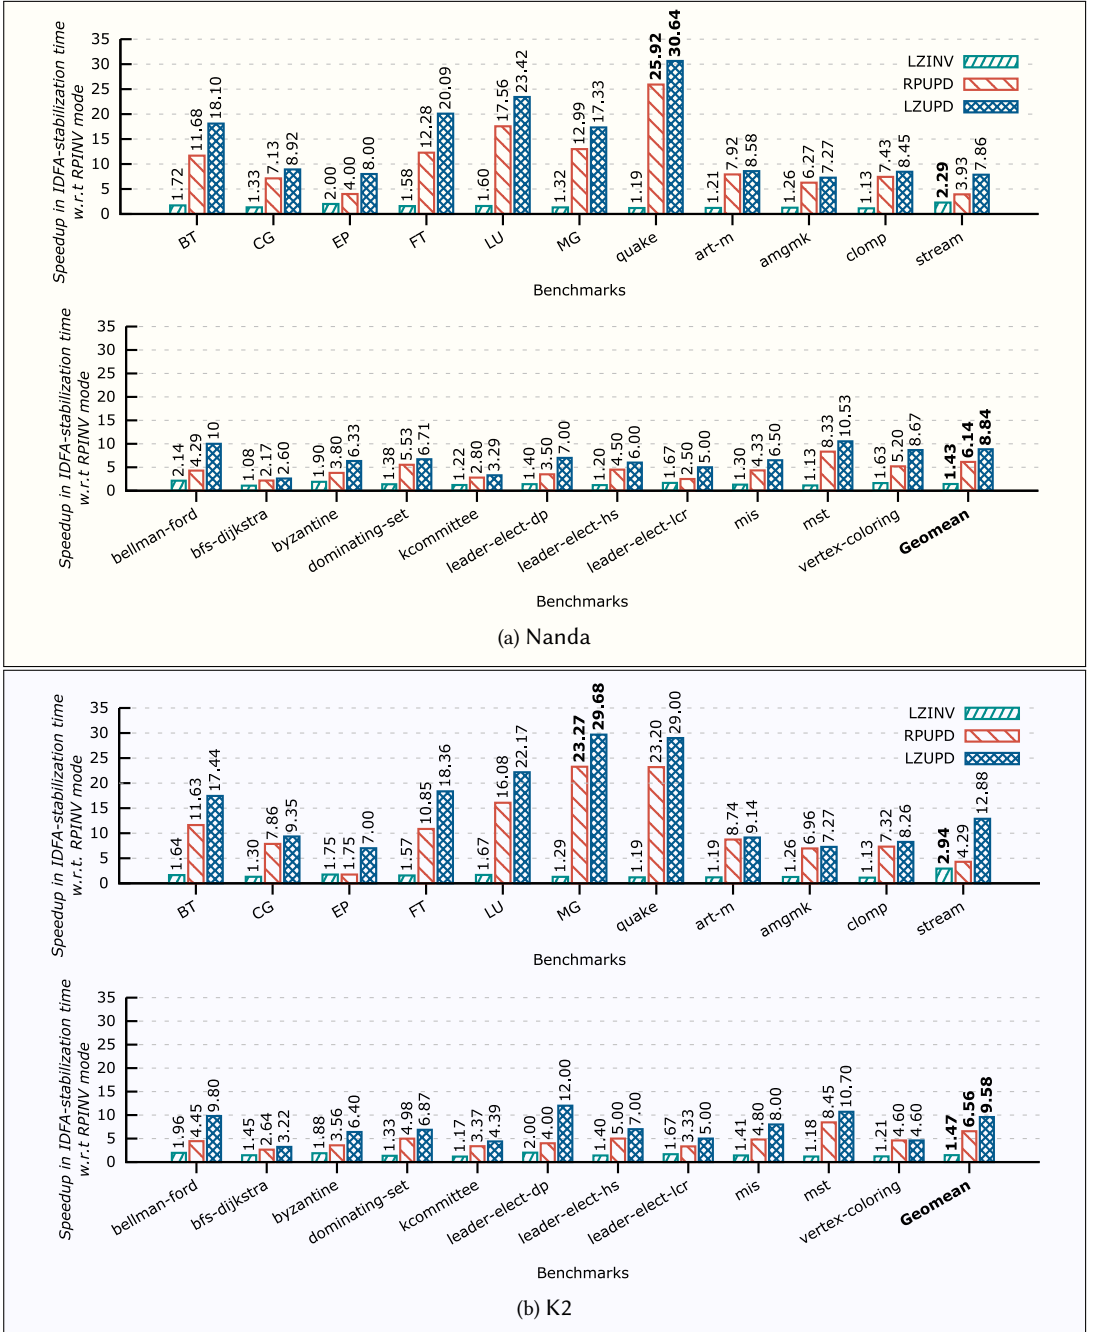 Speedup in IDFA-stabilization time
w.r.t RPINV mode
35
30
25
20
15
10
5
0
LZINV
RPUPD
LZUPD
1.72 11.68 18.10
1.33 7.13 8.92
2.00 4.00 8.00
1.58 12.28 20.09
1.60 17.56 23.42
1.32 12.99 17.33
1.19 25.92 30.64
1.21 7.92 8.58
1.26 6.27 7.27
1.13 7.43 8.45
2.29 3.93 7.86
BT CG EP FT LU MG quake art-m amgmk clomp stream
Benchmarks
Speedup in IDFA-stabilization time
w.r.t RPINV mode
35
30
25
20
15
10
5
0
2.14 4.29 10
1.08 2.17 2.60
1.90 3.80 6.33
1.38 5.53 6.71
1.22 2.80 3.29
1.40 3.50 7.00
1.20 4.50 6.00
1.67 2.50 5.00
1.30 4.33 6.50
1.13 8.33 10.53
1.63 5.20 8.67
1.43 6.14 8.84
bellman-ford bfs-dijkstra byzantine dominating-set kcommittee leader-elect-dp leader-elect-hs leader-elect-lcr mis mst vertex-coloring Geomean
Benchmarks
(a) Nanda
Speedup in IDFA-stabilization time
w.r.t. RPINV mode
35
30
25
20
15
10
5
0
LZINV
RPUPD
LZUPD
1.64 11.63 17.44
1.30 7.86 9.35
1.75 1.75 7.00
1.57 10.85 18.36
1.67 16.08 22.17
1.29 23.27 29.68
1.19 23.20 29.00
1.19 8.74 9.14
1.26 6.96 7.27
1.13 7.32 8.26
2.94 4.29 12.88
BT CG EP FT LU MG quake art-m amgmk clomp stream
Benchmarks
Speedup in IDFA-stabilization time
w.r.t RPINV mode
35
30
25
20
15
10
5
0
1.96 4.45 9.80
1.45 2.64 3.22
1.88 3.56 6.40
1.33 4.98 6.87
1.17 3.37 4.39
2.00 4.00 12.00
1.40 5.00 7.00
1.67 3.33 5.00
1.41 4.80 8.00
1.18 8.45 10.70
1.21 4.60 4.60
1.47 6.56 9.58
bellman-ford bfs-dijkstra byzantine dominating-set kcommittee leader-elect-dp leader-elect-hs leader-elect-lcr mis mst vertex-coloring Geomean
Benchmarks
(b) K2